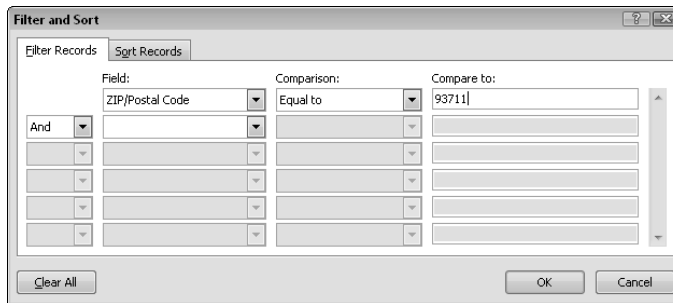 Filter and Sort
Filter Records Sort Records
Field: Comparison: Compare to:
ZIP/Postal Code Equal to 93711
And
Clear All OK Cancel